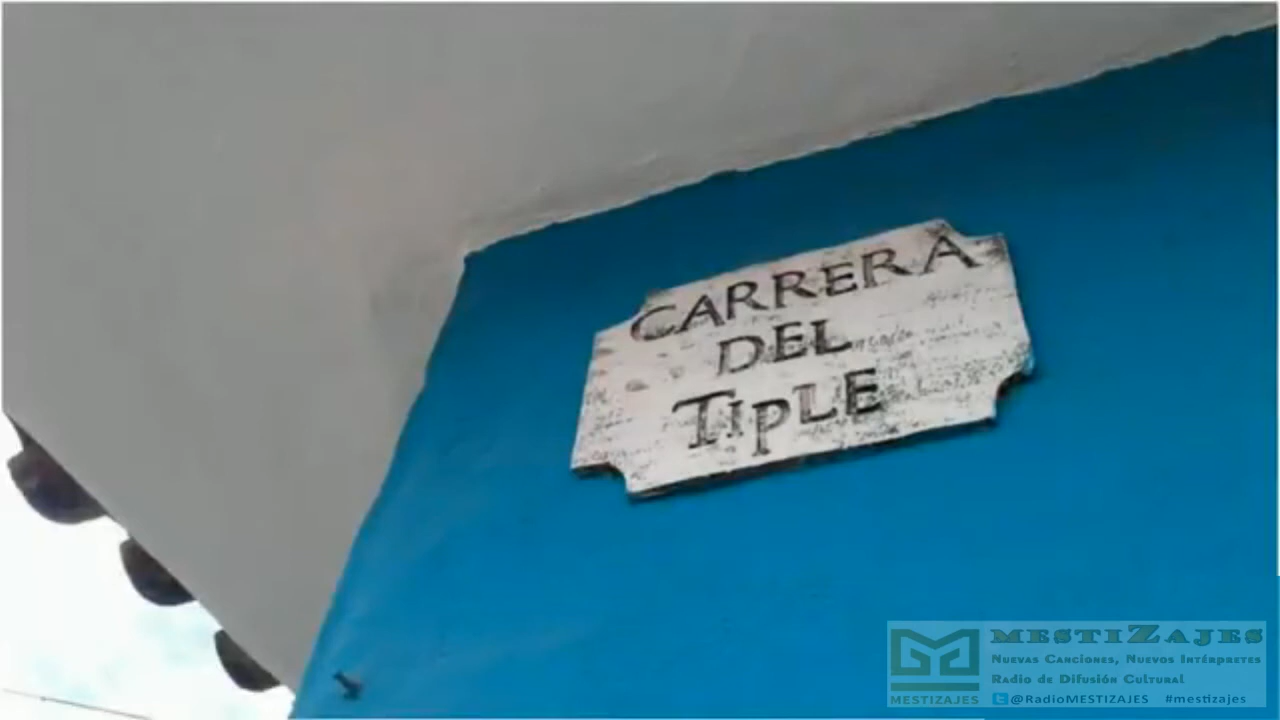 CARRERA
DEL
TIPLE
MESTIZAJES
MESTIZAJES
Nuevas Canciones, Nuevos Intérpretes
Radio de Difusión Cultural
@RadioMESTIZAJES #mestizajes